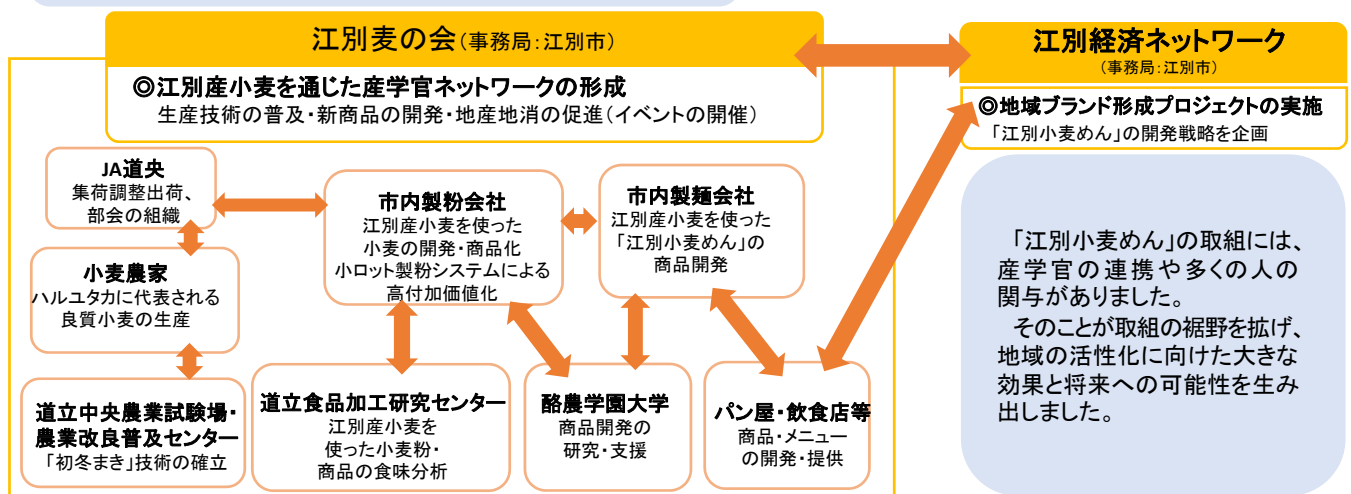 江別麦の会(事務局:江別市)
◎江別産小麦を通じた産学官ネットワークの形成
生産技術の普及・新商品の開発・地産地消の促進(イベントの開催)
江別経済ネットワーク
(事務局:江別市)
◎地域ブランド形成プロジェクトの実施
「江別小麦めん」の開発戦略を企画
JA道央
集荷調整出荷、
部会の組織
市内製粉会社
江別産小麦を使った
小麦の開発・商品化
小ロット製粉システムによる
高付加価値化
市内製麺会社
江別産小麦を使った
「江別小麦めん」の
商品開発
小麦農家
ハルユタカに代表される
良質小麦の生産
道立中央農業試験場・
農業改良普及センター
「初冬まき」技術の確立
道立食品加工研究センター
江別産小麦を
使った小麦粉・
商品の食味分析
酪農学園大学
商品開発の
研究・支援
パン屋・飲食店等
商品・メニュー
の開発・提供
「江別小麦めん」の取組には、
産学官の連携や多くの人の
関与がありました。
そのことが取組の裾野を拡げ、
地域の活性化に向けた大きな
効果と将来への可能性を生み
出しました。